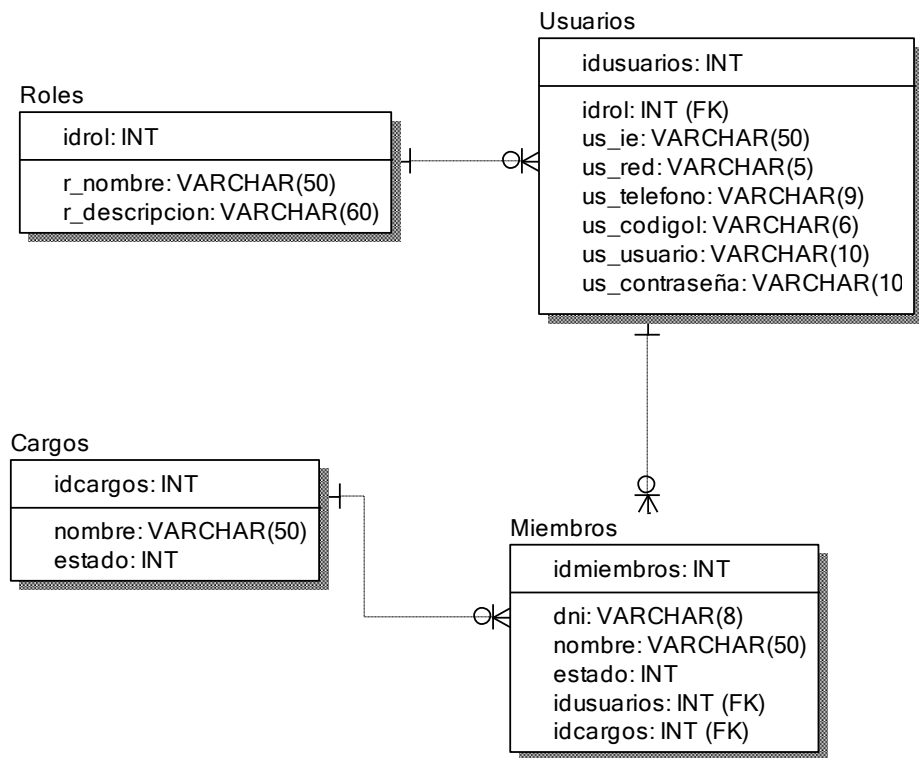 Usuarios
idusuarios: INT
idrol: INT (FK)
us_ie: VARCHAR(50)
us_red: VARCHAR(5)
us_telefono: VARCHAR(9)
us_codigol: VARCHAR(6)
us_usuario: VARCHAR(10)
us_contraseña: VARCHAR(10
Roles
idrol: INT
r_nombre: VARCHAR(50)
r_descripcion: VARCHAR(60)
Cargos
idcargos: INT
nombre: VARCHAR(50)
estado: INT
Miembros
idmiembros: INT
dni: VARCHAR(8)
nombre: VARCHAR(50)
estado: INT
idusuarios: INT (FK)
idcargos: INT (FK)